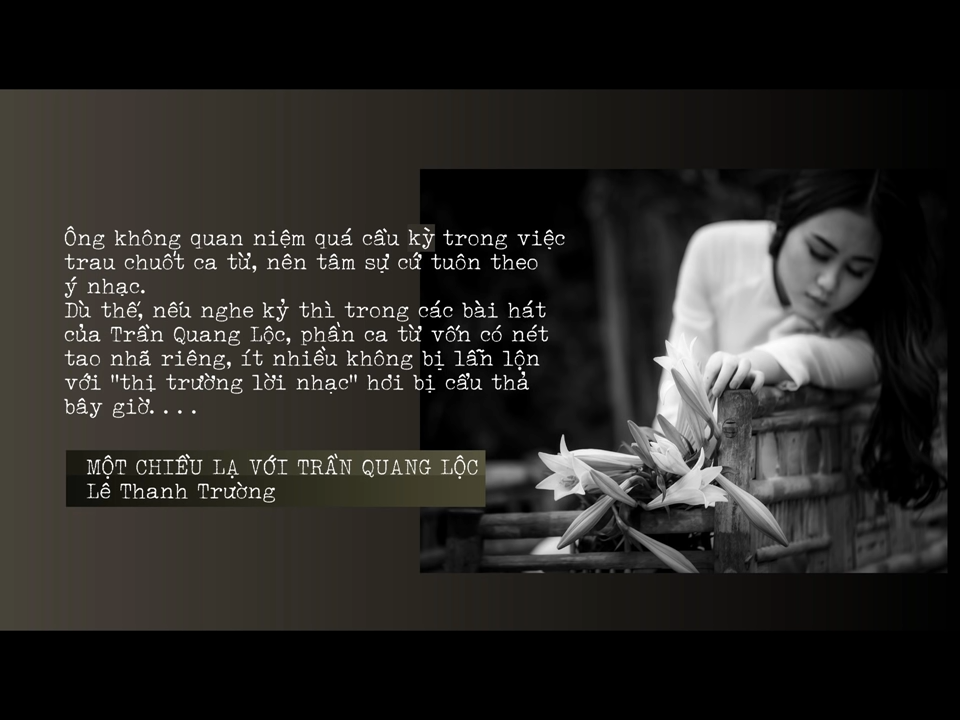 Ông không quan niệm quá cầu kỳ trong việc
trau chuốt ca từ, nên tâm sự cứ tuôn theo
ý nhạc.
Dù thế, nếu nghe kỷ thì trong các bài hát
của Trần Quang Lộc, phần ca từ vốn có nét
tao nhã riêng, ít nhiều không bị lẫn lộn
với "thị trường lời nhạc" hơi bị cẩu thả
bây giờ....
MỘT CHIỀU LẠ VỚI TRẦN QUANG LỘC
Lê Thanh Trường